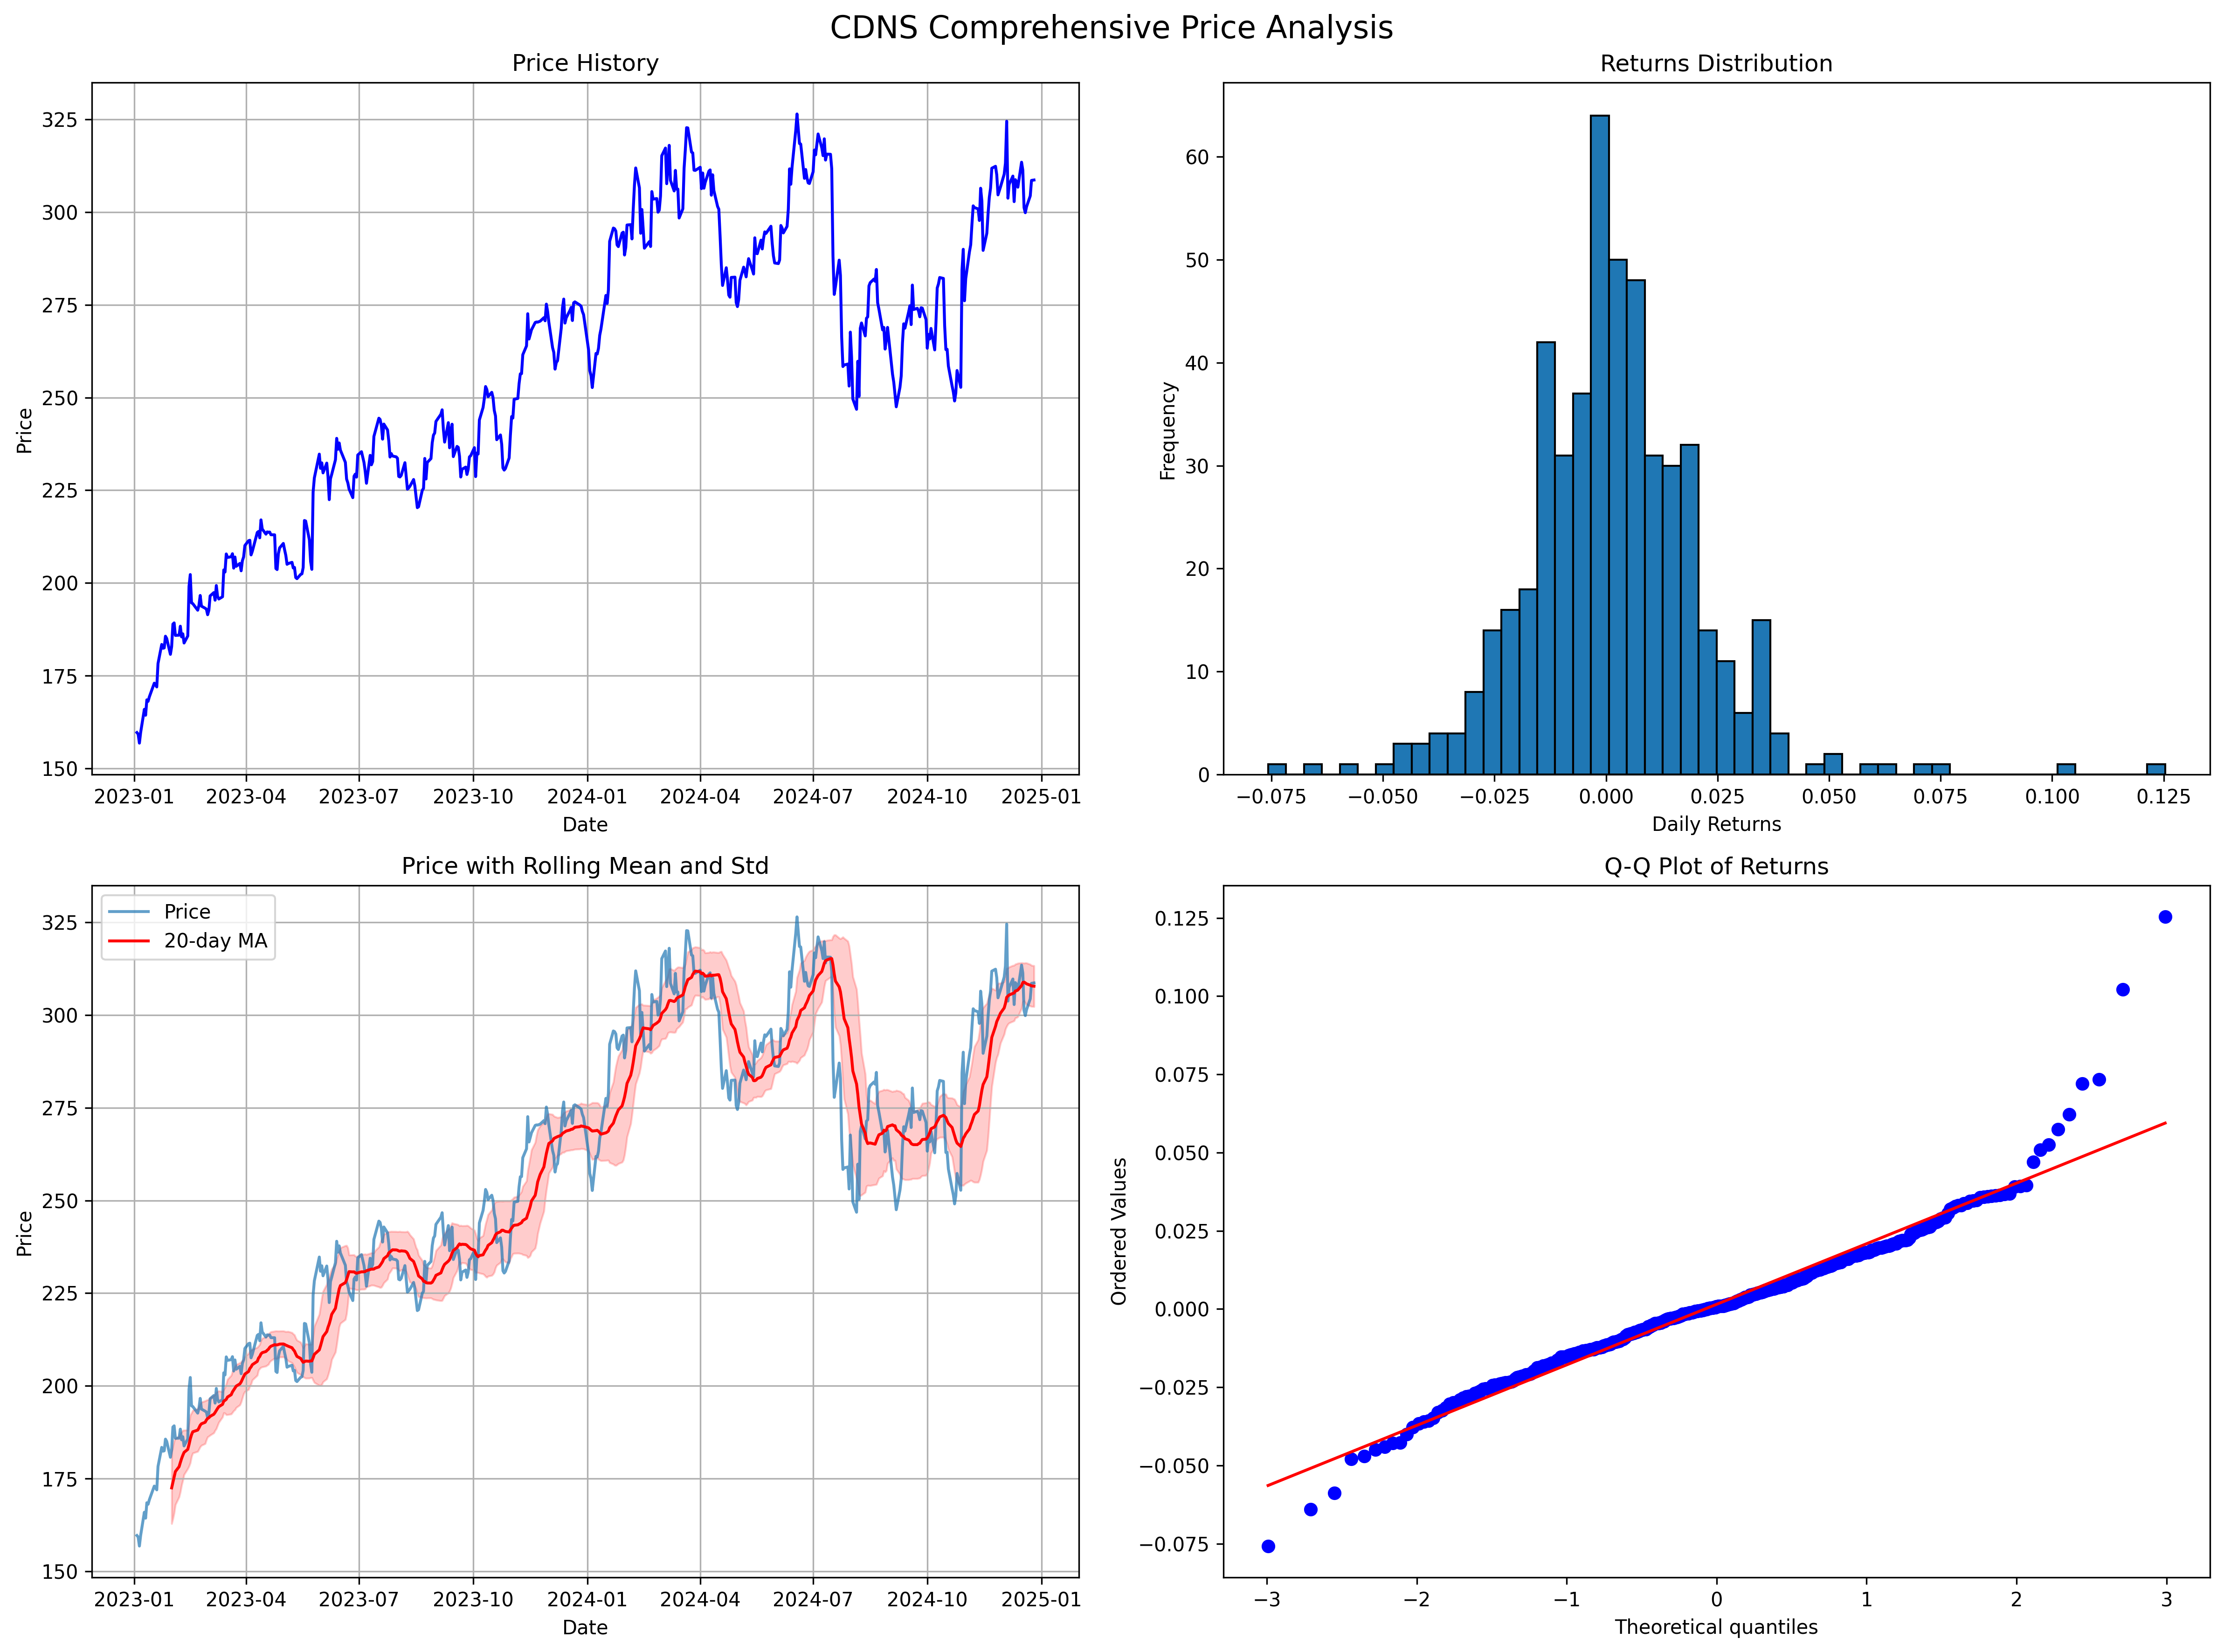 CDNS Comprehensive Price Analysis
Price History
Price
325
300
275
250
225
200
175
150
2023-01 2023-04 2023-07 2023-10 2024-01 2024-04 2024-07 2024-10 2025-01
Date
Returns Distribution
Frequency
60
50
40
30
20
10
0
−0.075 −0.050 −0.025 0.000 0.025 0.050 0.075 0.100 0.125
Daily Returns
Price with Rolling Mean and Std
Price
20-day MA
Price
325
300
275
250
225
200
175
150
2023-01 2023-04 2023-07 2023-10 2024-01 2024-04 2024-07 2024-10 2025-01
Date
Q-Q Plot of Returns
Ordered Values
0.125
0.100
0.075
0.050
0.025
0.000
−0.025
−0.050
−0.075
−3 −2 −1 0 1 2 3
Theoretical quantiles